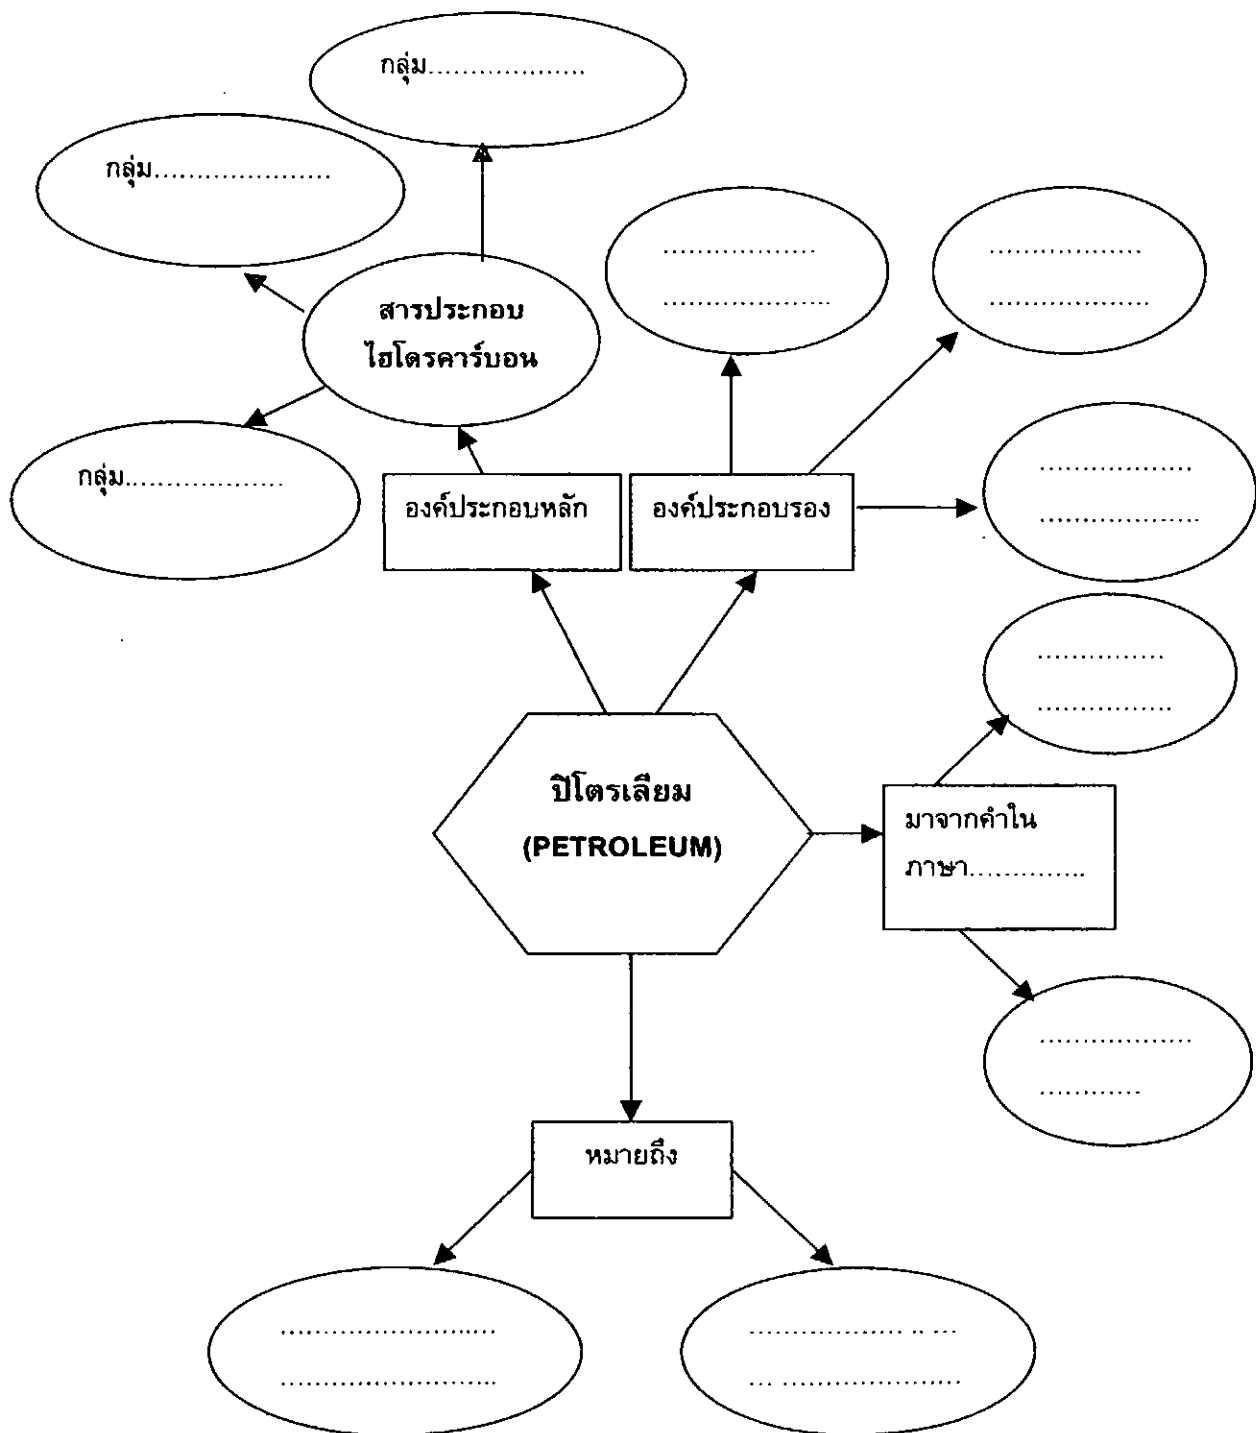 กลุ่ม...................
กลุ่ม.....................
สารประกอบ
ไฮโดรคาร์บอน
กลุ่ม...................
..................
....................
..................
...................
..................
...................
องค์ประกอบหลัก
องค์ประกอบรอง
...............
................
ปิโตรเลียม
(PETROLEUM)
มาจากคำใน
ภาษา..............
..................
............
หมายถึง
..........................
..........................
................... .. ...
... ......................